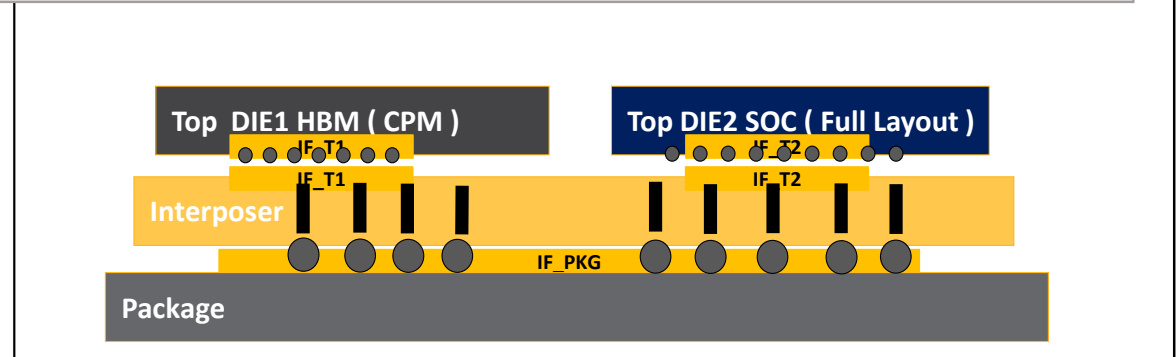 Top DIE1 HBM ( CPM )
Top DIE2 SOC ( Full Layout )
IF_T1
IF_T2
IF_T1
IF_T2
Interposer
IF_PKG
Package